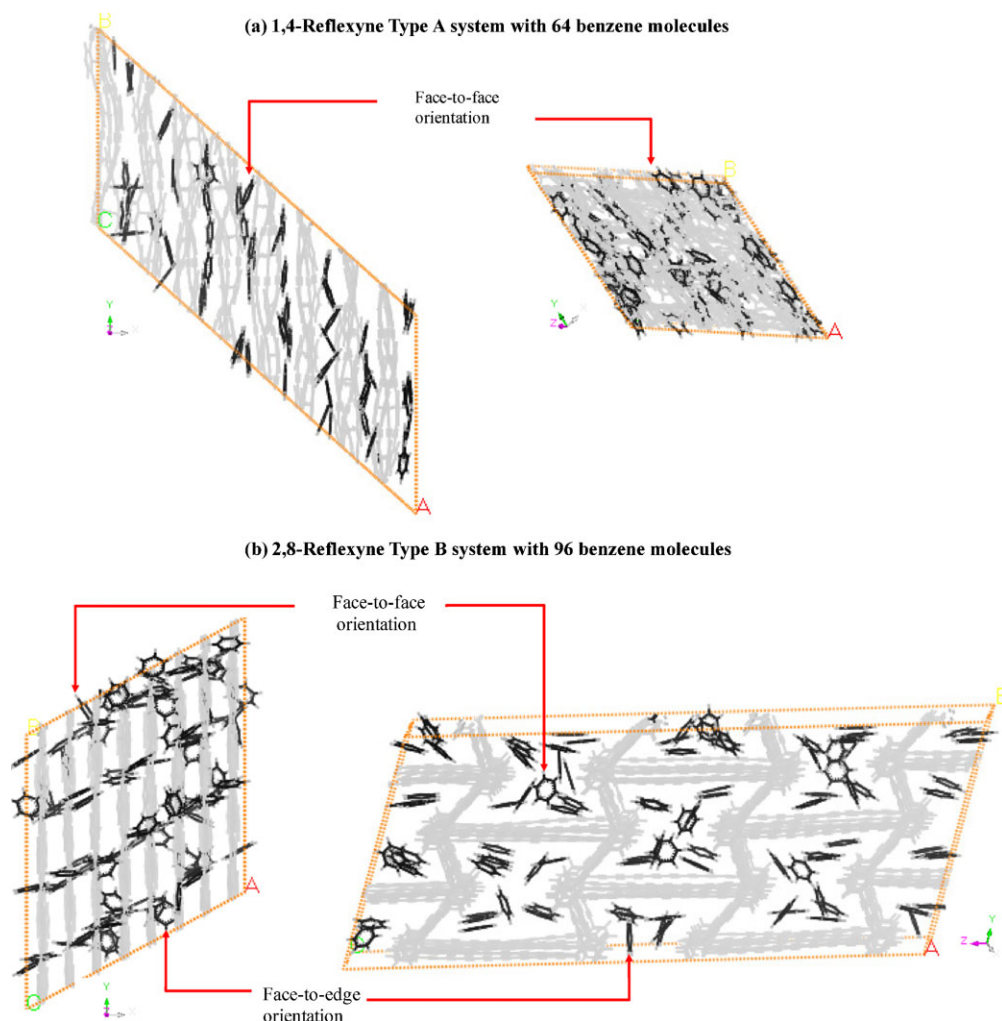 (a) 1,4-Reflexyne Type A system with 64 benzene molecules
B
Face-to-face
orientation
B
C
A
Y
Z
X
Y
Z
X
A
(b) 2,8-Reflexyne Type B system with 96 benzene molecules
Face-to-face
orientation
B
B
A
A
C
Y
Z
X
Y
Z
Face-to-edge
orientation